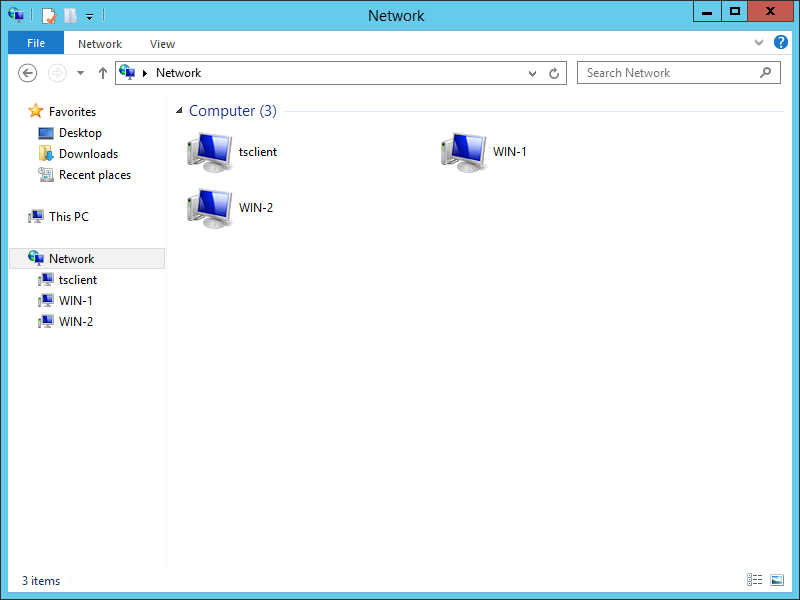 Network
File
Network
View
Network
Search Network
Favorites
Desktop
Downloads
Recent places
This PC
Network
tsclient
WIN-1
WIN-2
Computer (3)
tsclient
WIN-1
WIN-2
3 items